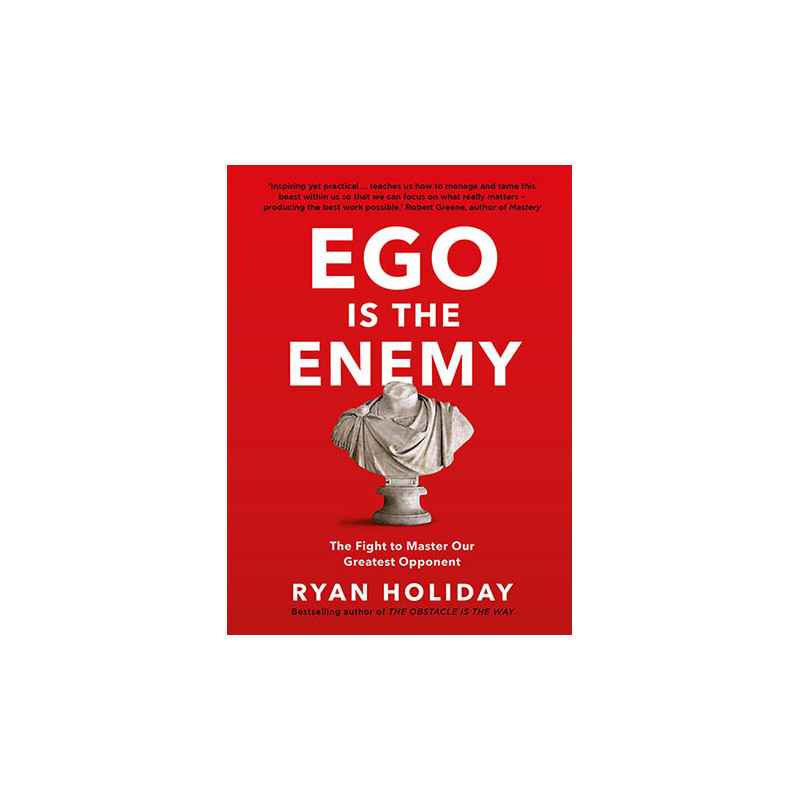 'Inspiring yet practical ... teaches us how to manage and tame this
beast within us so that we can focus on what really matters –
producing the best work possible.' Robert Greene, author of Mastery
EGO
IS THE
ENEMY
The Fight to Master Our
Greatest Opponent
RYAN HOLIDAY
Bestselling author of THE OBSTACLE IS THE WAY